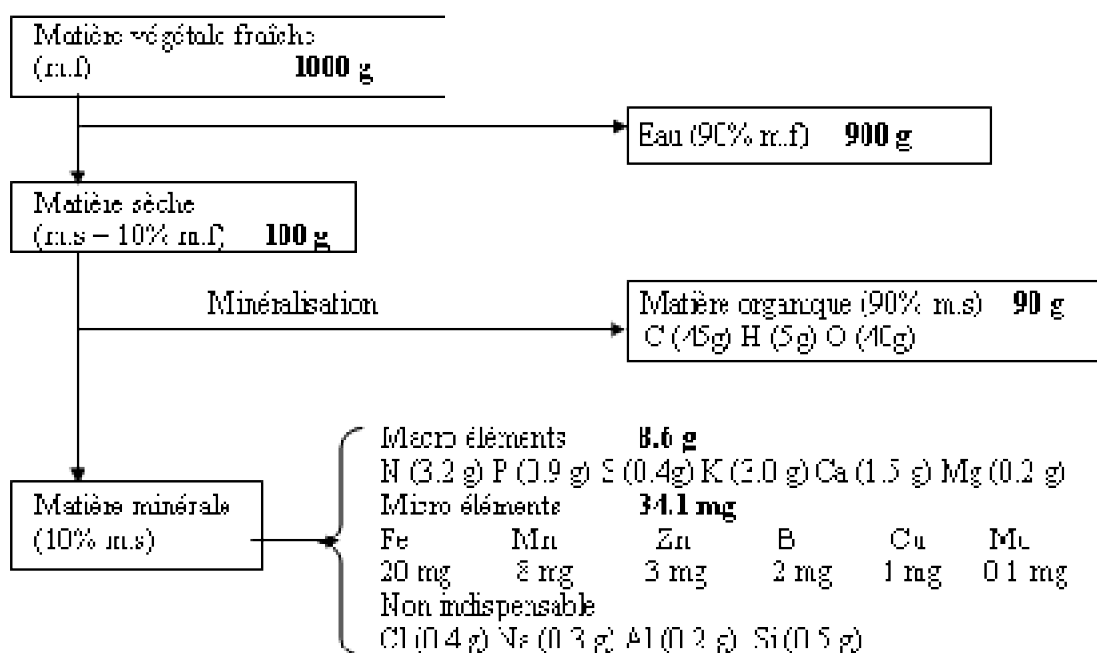 Matière végétale fraîche
(m.f) 1000 g
Eau (90% m.f) 900 g
Matière sèche
(m.s – 10% m.f) 100 g
Minéralisation
Matière organique (90% m.s) 90 g
C (45g) H (5g) O (40g)
Macro éléments 8.6 g
N (3.2 g) P (0.9 g) S (0.4g) K Ca (1.5 g) Mg (0.2 g)
Matière minérale
(10% m.s)
Micro éléments 34.1 mg
Fe Mn Zn B Cu Mo
20 mg 8 mg 3 mg 2 mg 1 mg 0.1 mg
Non indispensable
Cl (0.4 g) Na (0.3 g) Al (0.2 g) Si (0.5 g)